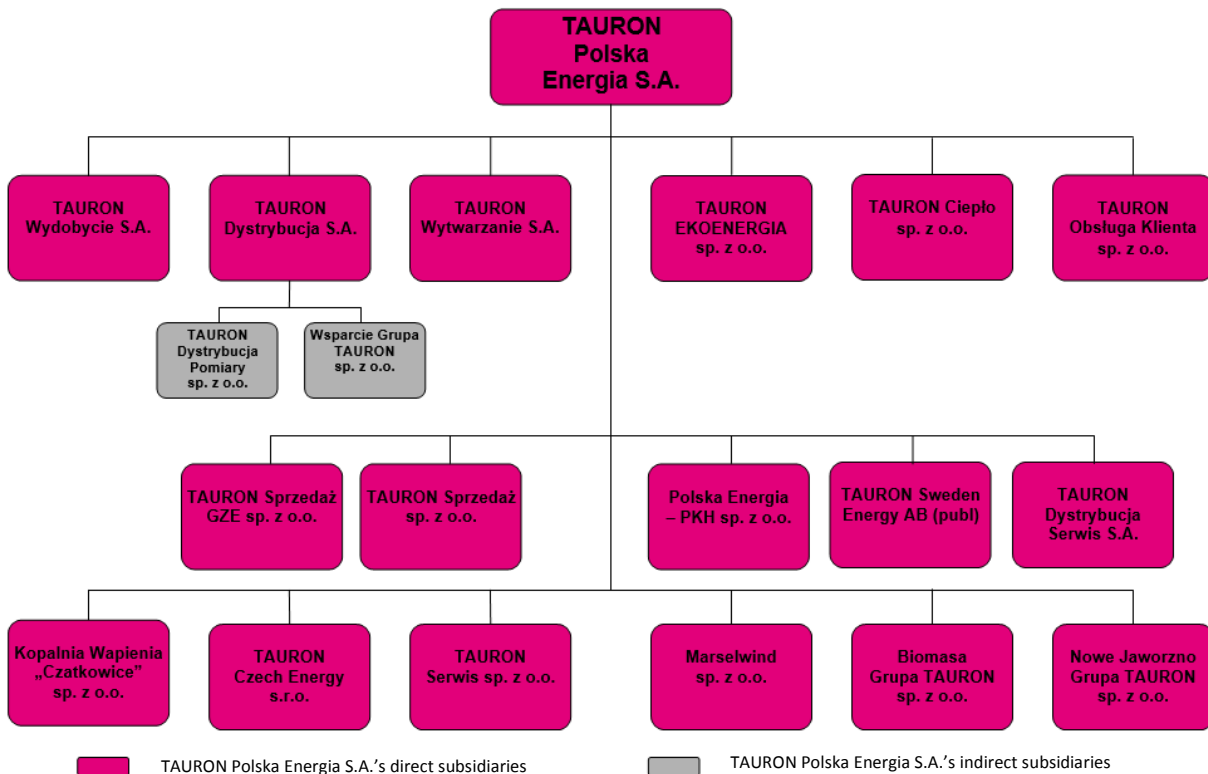 TAURON
Polska
Energia S.A.
TAURON
Wydobycie S.A.
TAURON
Dystrybucja S.A.
TAURON
Wytwarzanie S.A.
TAURON
EKOENERGIA
sp. z o.o.
TAURON Ciepło
sp. z o.o.
TAURON
Obsługa Klienta
sp. z o.o.
TAURON
Dystrybucja
Pomiary
sp. z o.o.
Wsparcie Grupa
TAURON
sp. z o.o.
TAURON Sprzedaż
GZE sp. z o.o.
TAURON Sprzedaż
sp. z o.o.
Polska Energia
– PKH sp. z o.o.
TAURON Sweden
Energy AB (publ)
TAURON
Dystrybucja
Serwis S.A.
Kopalnia Wapienia
„Czatkowice”
sp. z o.o.
TAURON
Czech Energy
s.r.o.
TAURON
Serwis sp. z o.o.
Marselwind
sp. z o.o.
Biomasa
Grupa TAURON
sp. z o.o.
Nowe Jaworzno
Grupa TAURON
sp. z o.o.
TAURON Polska Energia S.A.’s direct subsidiaries
TAURON Polska Energia S.A.’s indirect subsidiaries